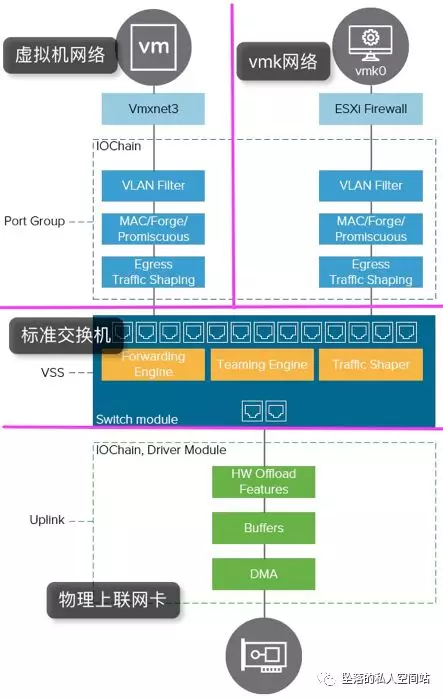 虚拟机网络
vm
vmk网络
vmk0
Vmxnet3
ESXi Firewall
IOChain
VLAN Filter
VLAN Filter
Port Group
MAC/Forge/
Promiscuous
MAC/Forge/
Promiscuous
Egress
Traffic Shaping
Egress
Traffic Shaping
标准交换机
VSS
Forwarding
Engine
Teaming Engine
Traffic Shaper
Switch module
IOChain, Driver Module
HW Offload
Features
Uplink
Buffers
DMA
物理上联网卡
坠落的私人空间站